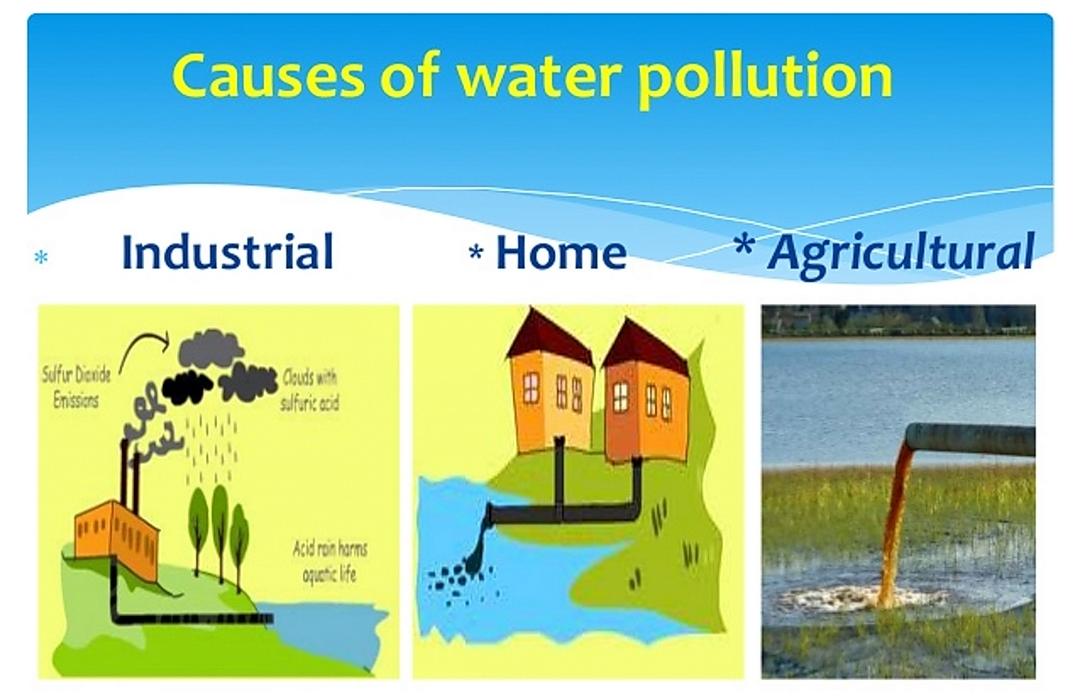 Causes of water pollution
* Industrial
* Home
* Agricultural
Sulfur Dioxide
Emissions
Clouds with
sulfuric acid
Acid rain harms
aquatic life